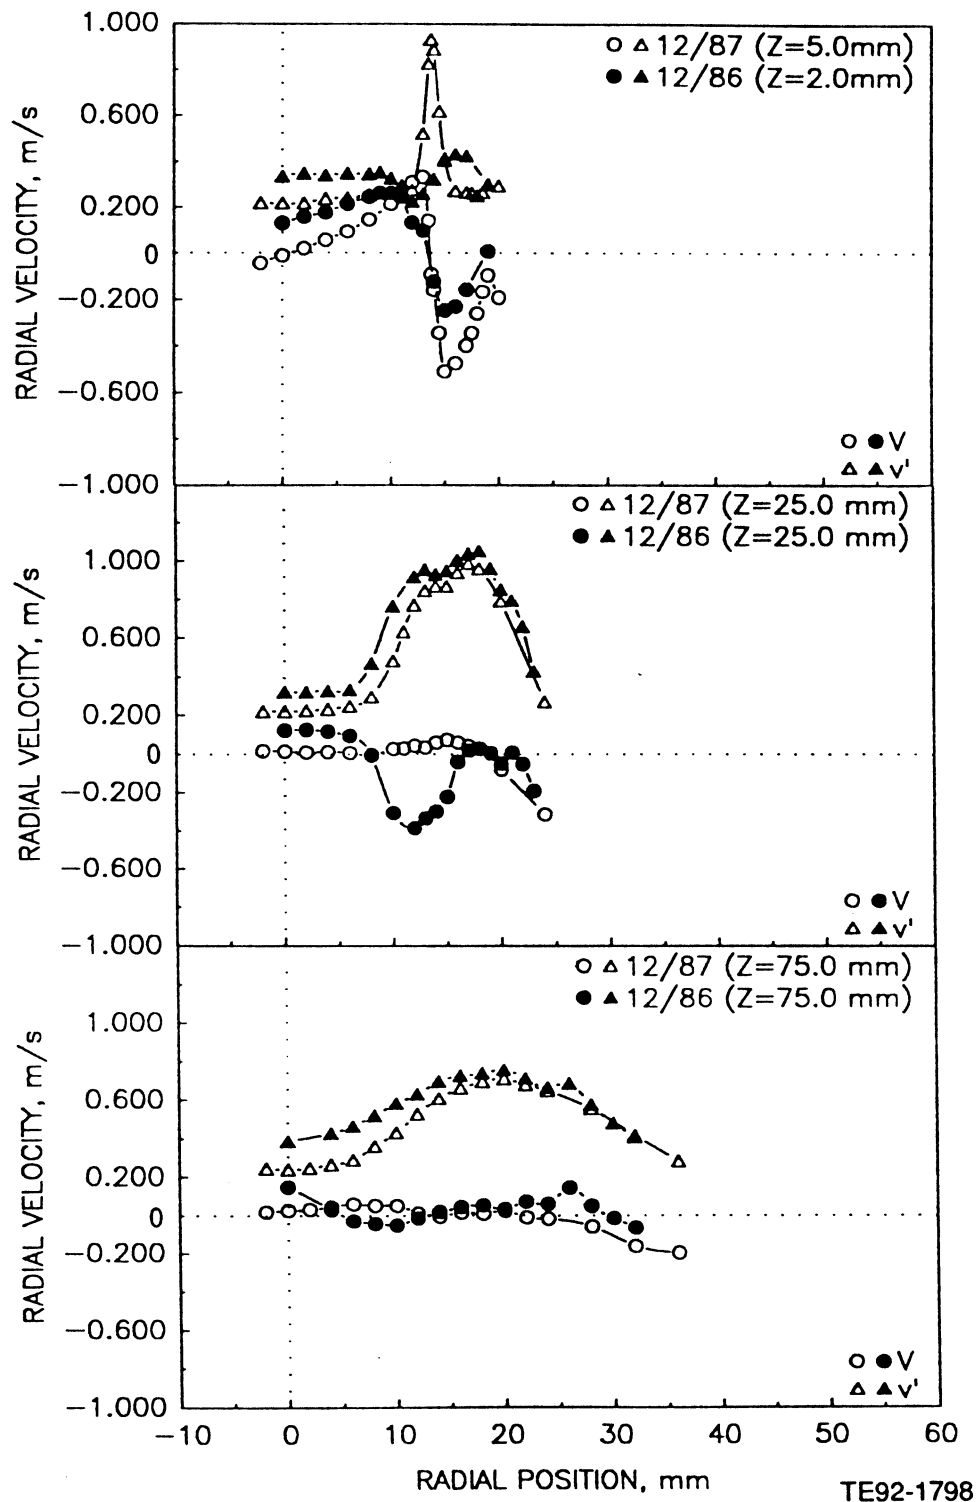 1.000
○ △ 12/87 (Z=5.0mm)
● ▲ 12/86 (Z=2.0mm)
0.600
0.200
0
−0.200
−0.600
−1.000
RADIAL VELOCITY, m/s
○ ● V
△ ▲ v'
○ △ 12/87 (Z=25.0 mm)
● ▲ 12/86 (Z=25.0 mm)
1.000
0.600
0.200
0
−0.200
−0.600
−1.000
RADIAL VELOCITY, m/s
○ ● V
△ ▲ v'
○ △ 12/87 (Z=75.0 mm)
● ▲ 12/86 (Z=75.0 mm)
1.000
0.600
0.200
0
−0.200
−0.600
−1.000
RADIAL VELOCITY, m/s
○ ● V
△ ▲ v'
−10 0 10 20 30 40 50 60
RADIAL POSITION, mm
TE92-1798